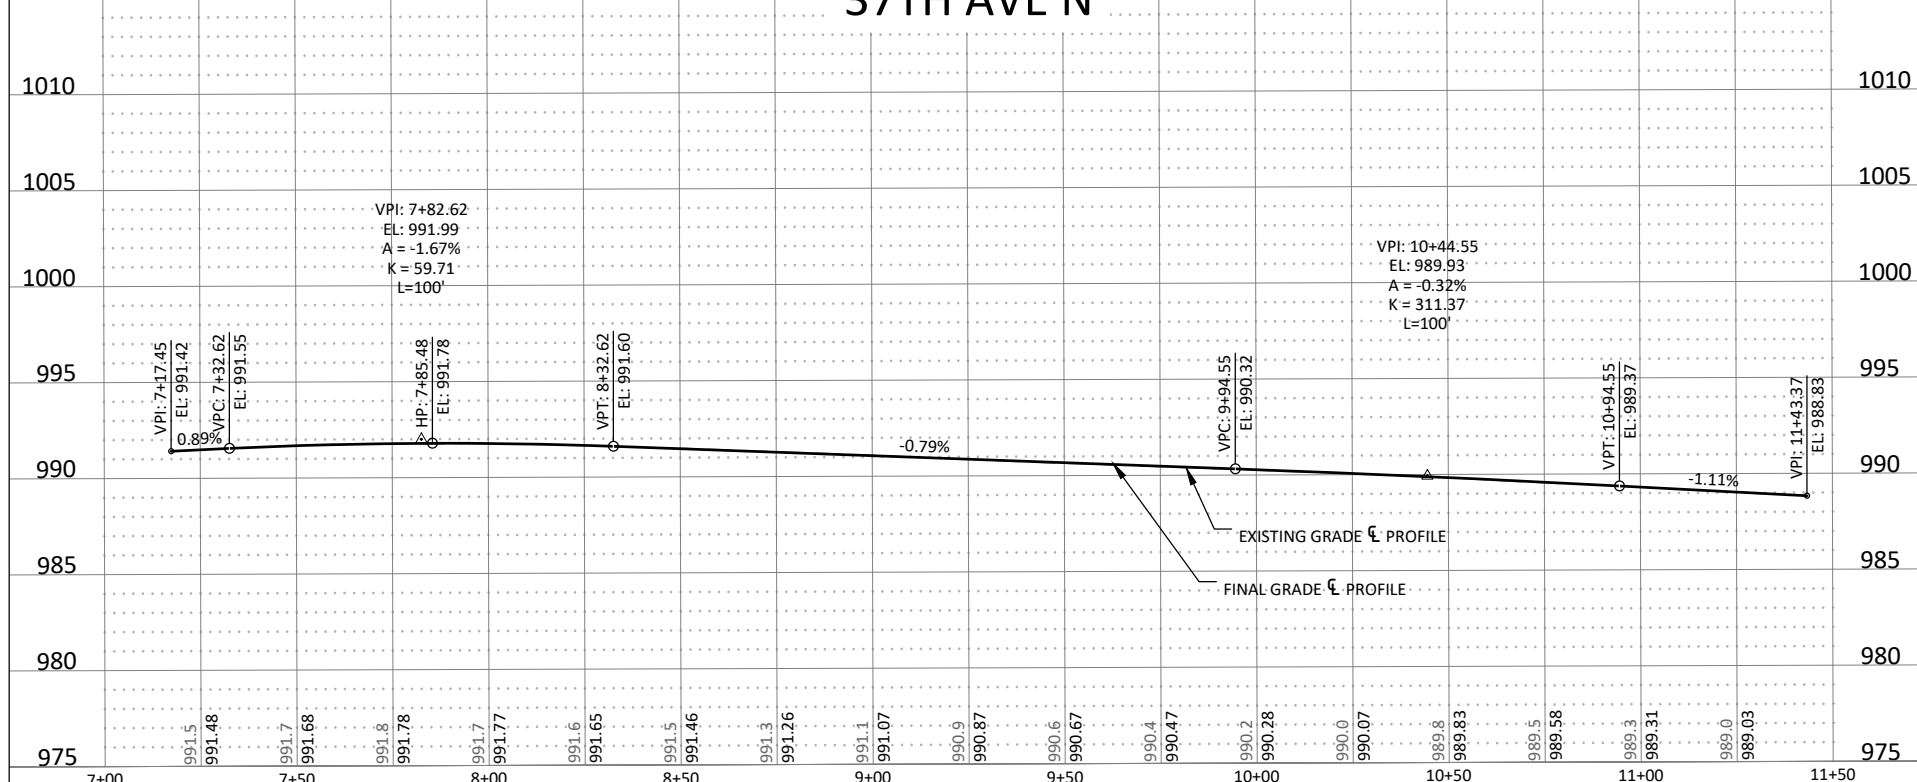 37TH AVE N
1010
1010
1005
1005
VPI: 7+82.62
EL: 991.99
A = -1.67%
K = 59.71
L=100'
VPI: 10+44.55
EL: 989.93
A = -0.32%
K = 311.37
L=100'
1000
1000
VPI: 7+17.45
EL: 991.42
VPC: 7+32.62
EL: 991.55
HP: 7+85.48
EL: 991.78
VPT: 8+32.62
EL: 991.60
VPC: 9+94.55
EL: 990.32
VPT: 10+94.55
EL: 989.37
VPI: 11+43.37
EL: 988.83
995
995
0.89%
-0.79%
-1.11%
990
990
EXISTING GRADE ℄ PROFILE
FINAL GRADE ℄ PROFILE
985
985
980
980
991.5
991.48
991.7
991.68
991.8
991.78
991.7
991.77
991.6
991.65
991.5
991.46
991.3
991.26
991.1
991.07
990.9
990.87
990.6
990.67
990.4
990.47
990.2
990.28
990.0
990.07
989.8
989.83
989.5
989.58
989.3
989.31
989.0
989.03
975
975
7+00
7+50
8+00
8+50
9+00
9+50
10+00
10+50
11+00
11+50